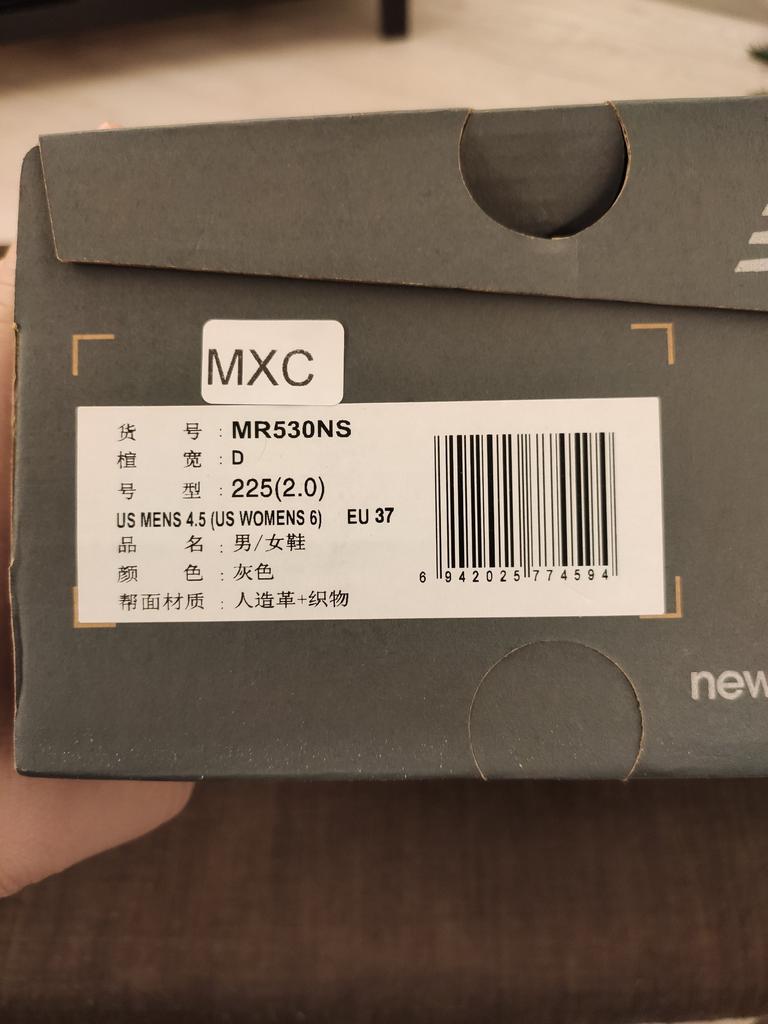 MXC
货 号 : MR530NS
楦 宽 : D
号 型 : 225(2.0)
US MENS 4.5 (US WOMENS 6) EU 37
品 名 : 男/女鞋
颜 色 : 灰色
帮面材质 : 人造革+织物
6 942025 774594
new